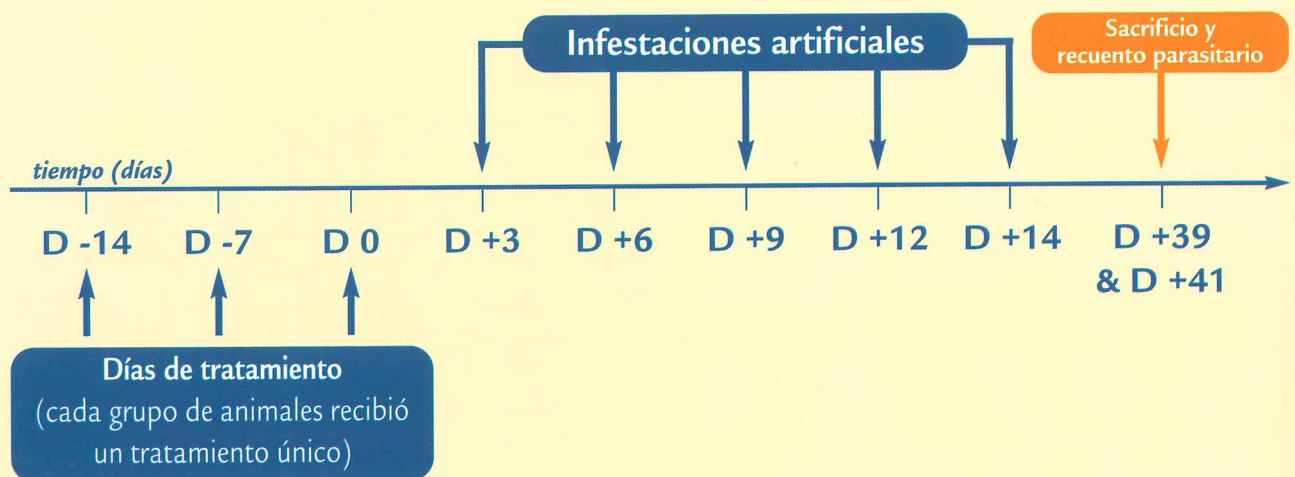 Infestaciones artificiales
Sacrificio y
recuento parasitario
tiempo (días)
D -14 D -7 D 0 D +3 D +6 D +9 D +12 D +14 D +39
& D +41
Días de tratamiento
(cada grupo de animales recibió
un tratamiento único)